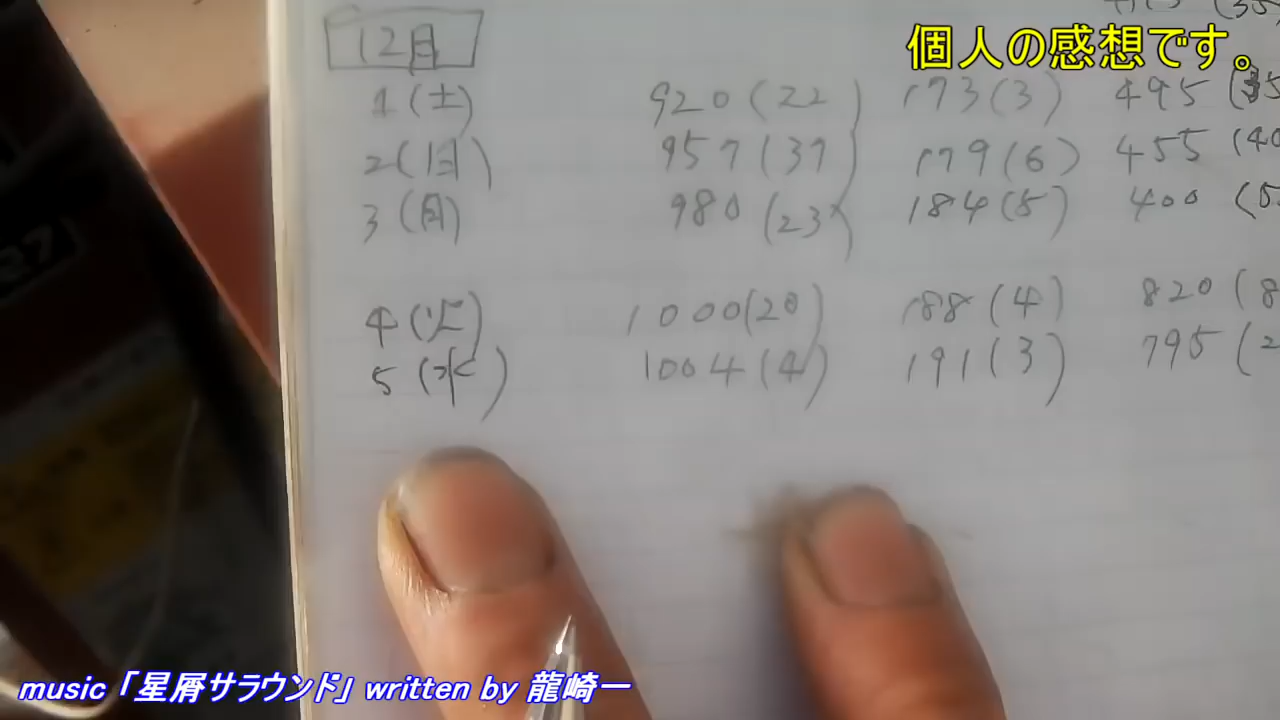 個人の感想です。
12月
1(土) 920(22) 173(3) 495
2(日) 957(37) 179(6) 455 (40
3(月) 980(23) 184(5) 400
4(火) 1000(20) 188(4) 820 (8
5(水) 1004(4) 191(3) 795 (2
music「星屑サラウンド」written by 龍崎一